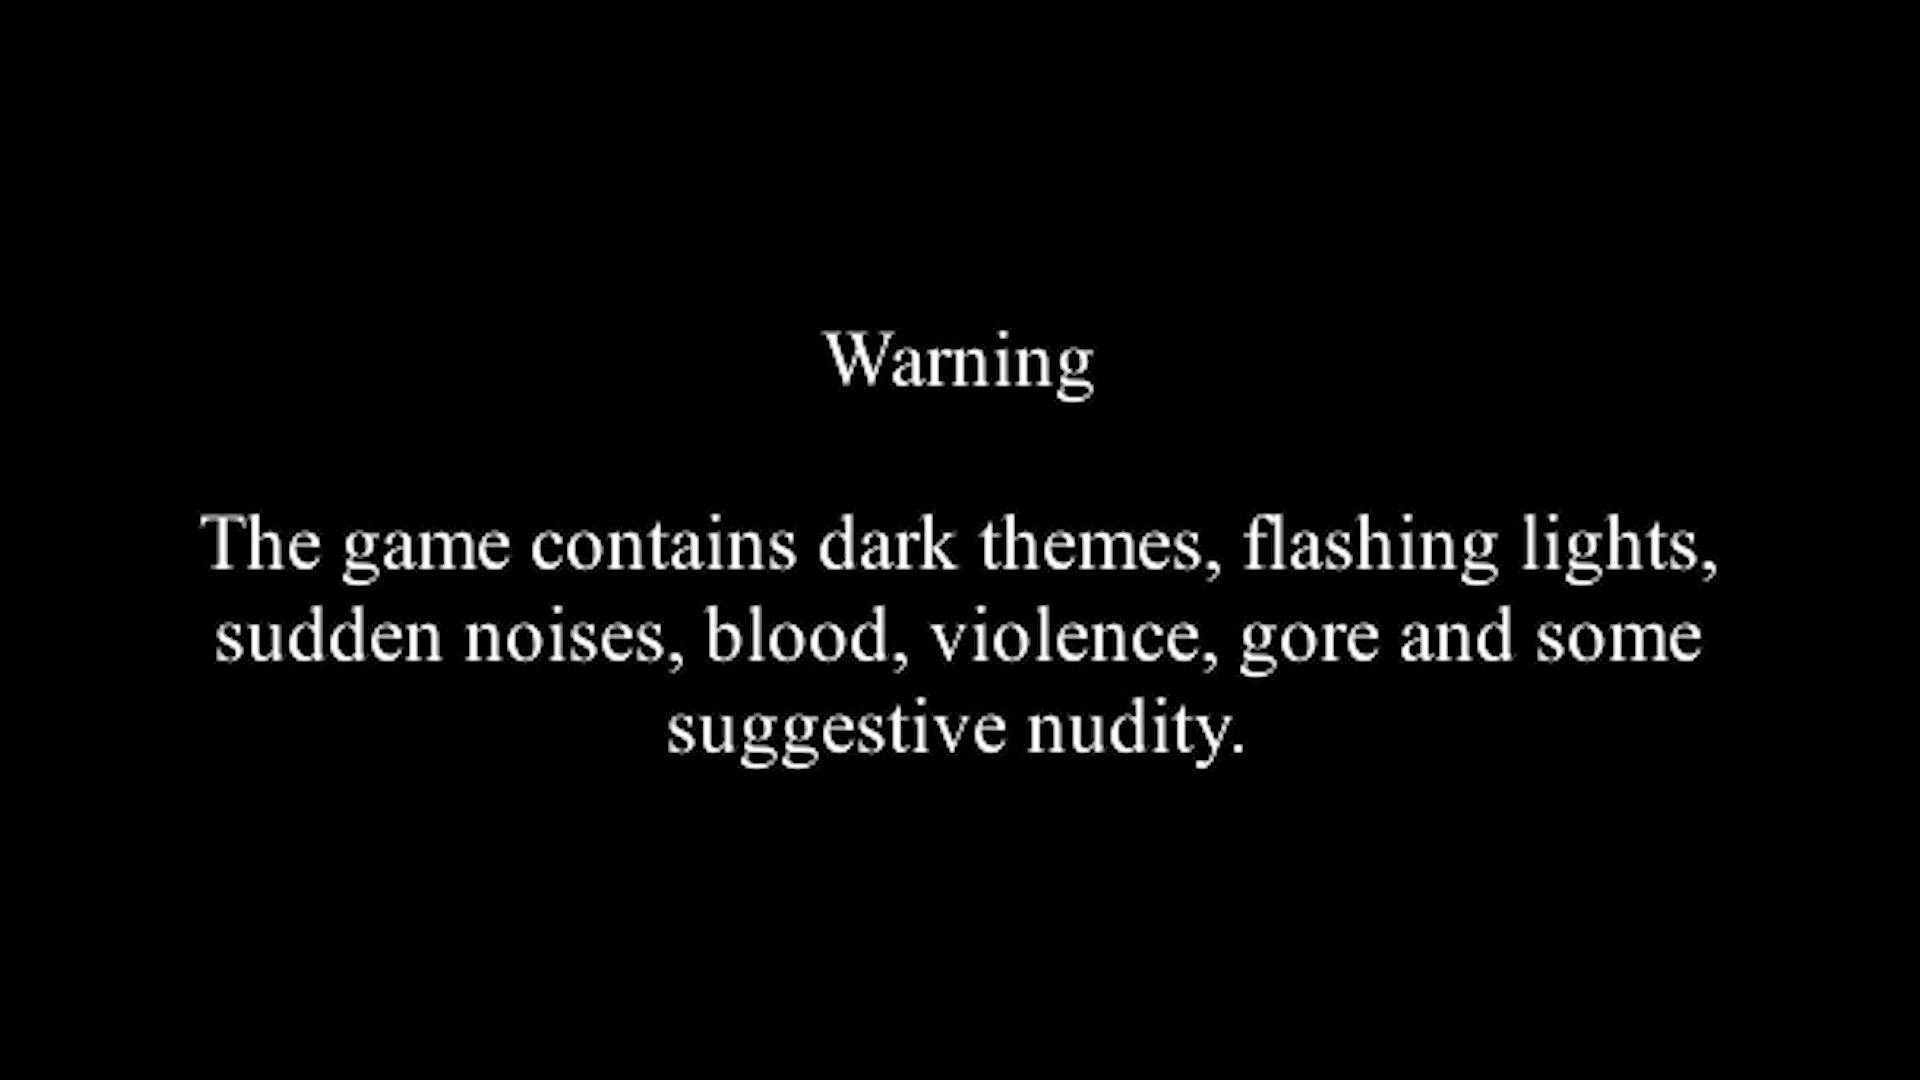 Warning
The game contains dark themes, flashing lights,
sudden noises, blood, violence, gore and some
suggestive nudity.